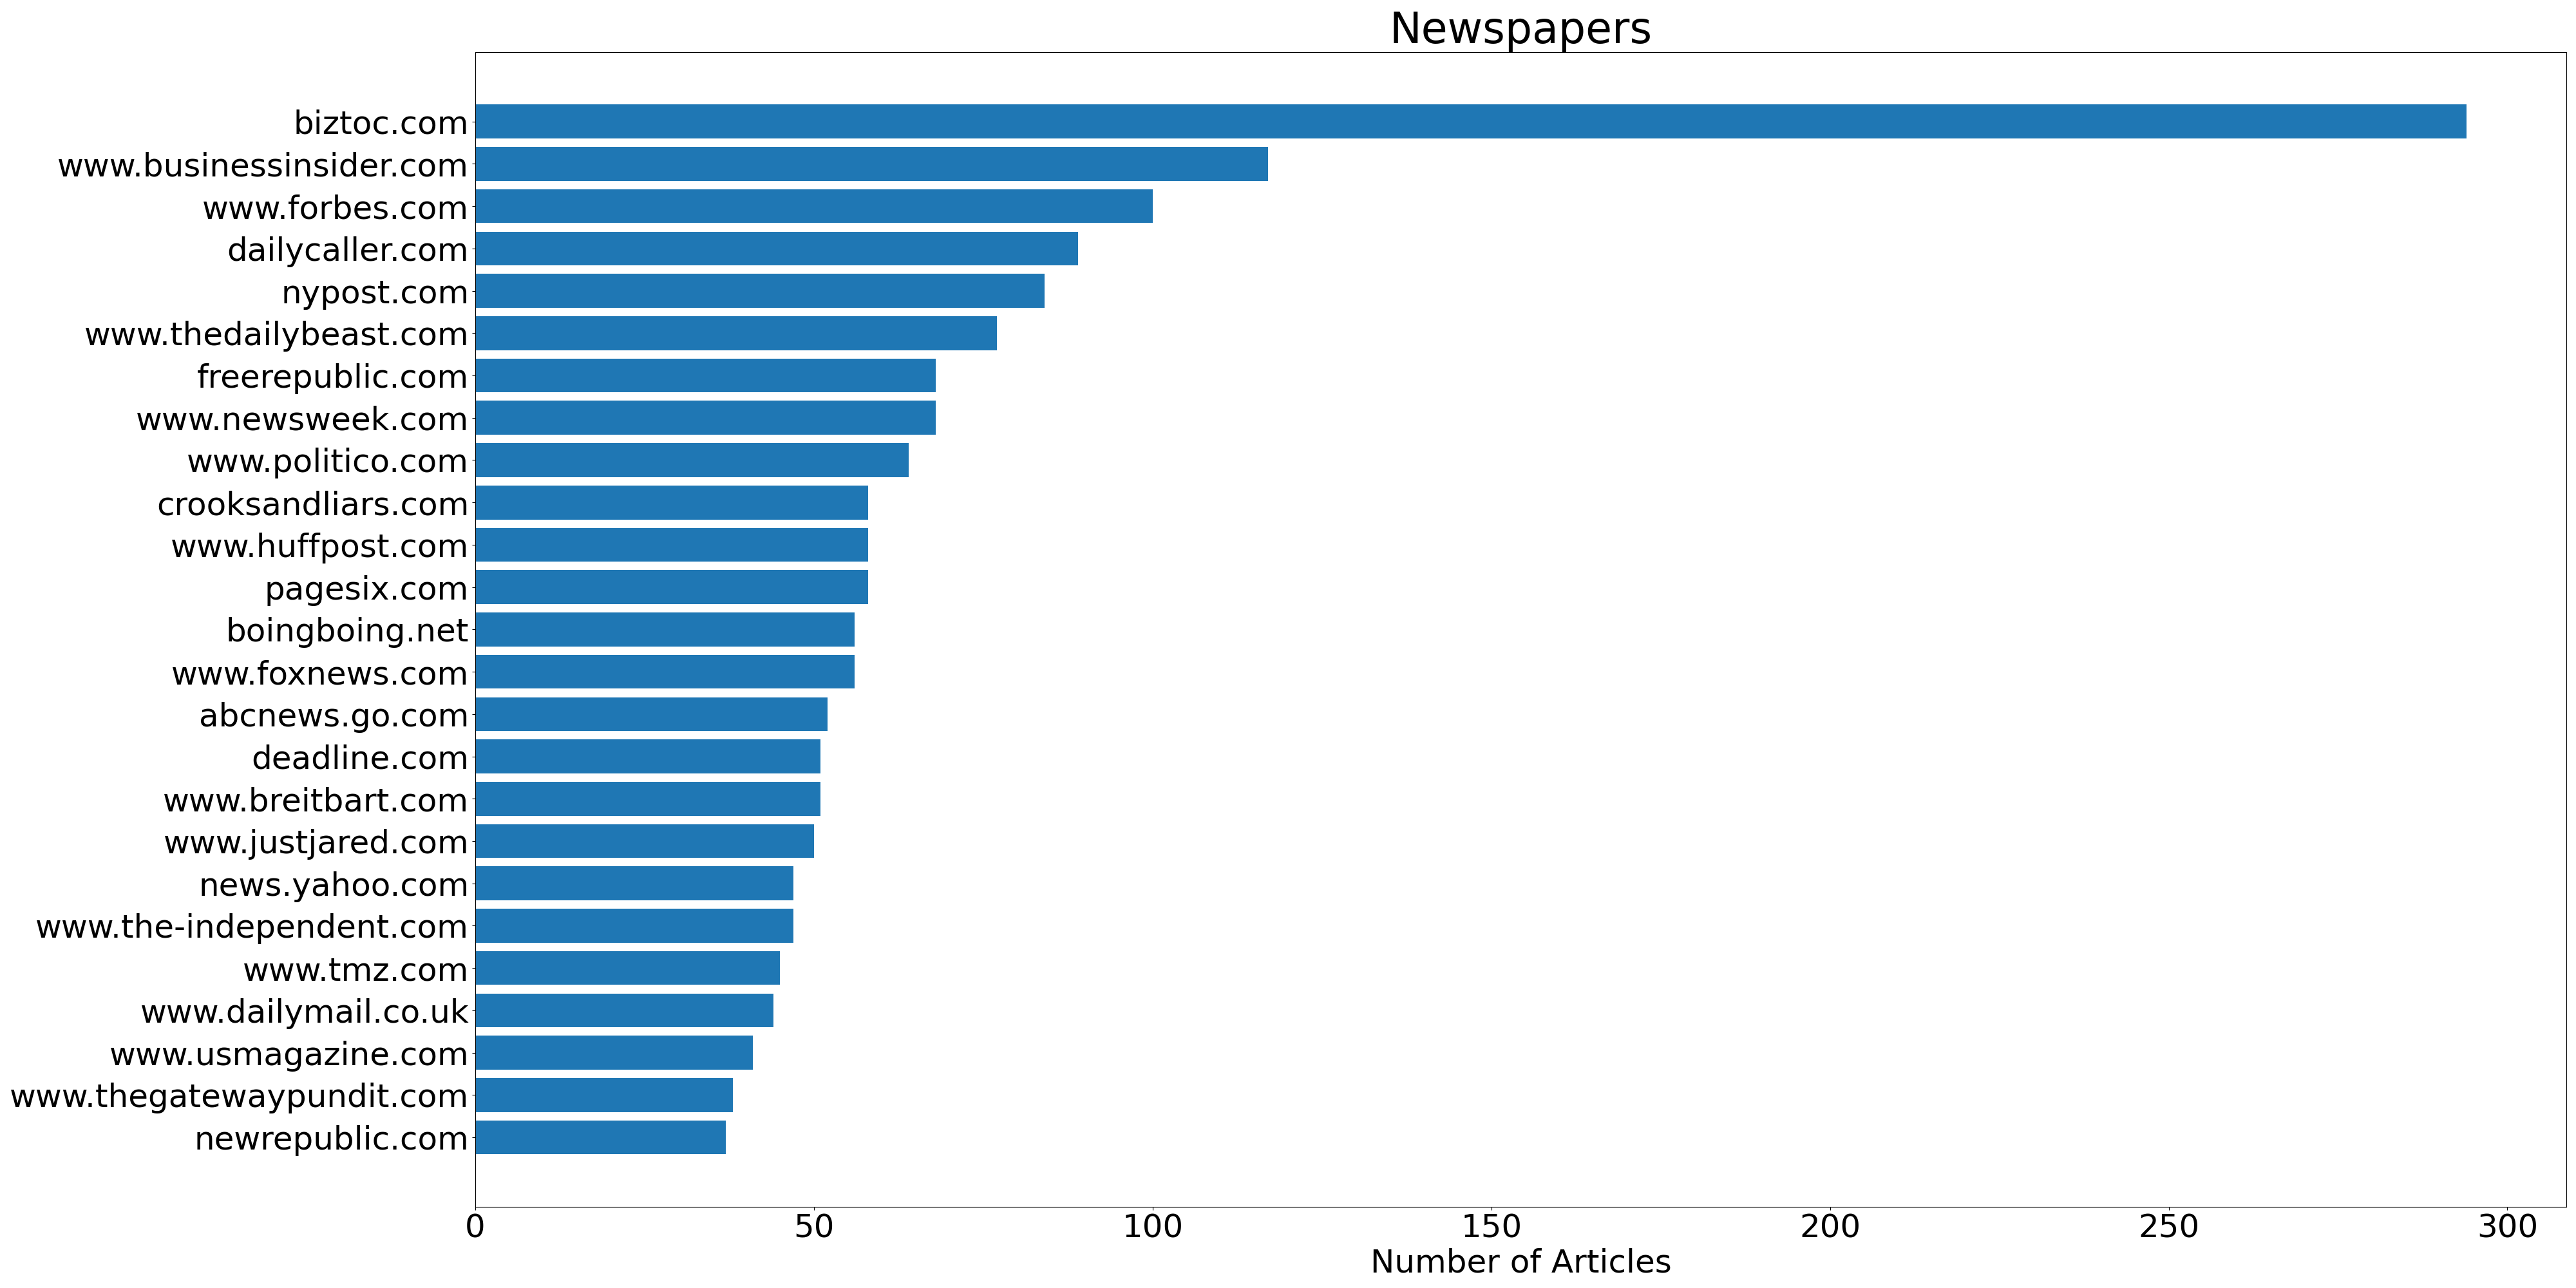 Newspapers
biztoc.com
www.businessinsider.com
www.forbes.com
dailycaller.com
nypost.com
www.thedailybeast.com
freerepublic.com
www.newsweek.com
www.politico.com
crooksandliars.com
www.huffpost.com
pagesix.com
boingboing.net
www.foxnews.com
abcnews.go.com
deadline.com
www.breitbart.com
www.justjared.com
news.yahoo.com
www.the-independent.com
www.tmz.com
www.dailymail.co.uk
www.usmagazine.com
www.thegatewaypundit.com
newrepublic.com
0 50 100 150 200 250 300
Number of Articles